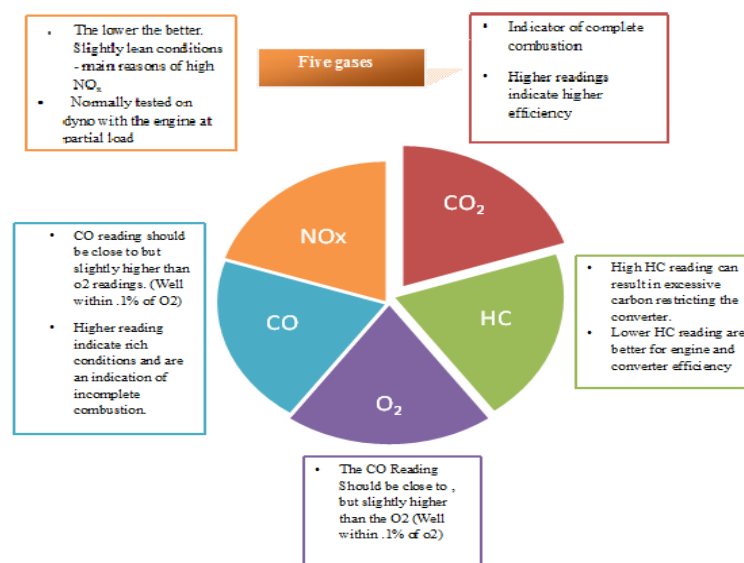 • The lower the better.
Slightly lean conditions
- main reasons of high
NOx
• Normally tested on
dyno with the engine at
partial load
Five gases
• Indicator of complete
combustion
• Higher readings
indicate higher
efficiency
NOx
CO₂
CO
HC
O₂
• CO reading should
be close to but
slightly higher than
o2 readings. (Well
within .1% of O2)
• Higher reading
indicate rich
conditions and are
an indication of
incomplete
combustion.
• High HC reading can
result in excessive
carbon restricting the
converter.
• Lower HC reading are
better for engine and
converter efficiency
• The CO Reading
Should be close to ,
but slightly higher
than the O2 (Well
within .1% of o2)